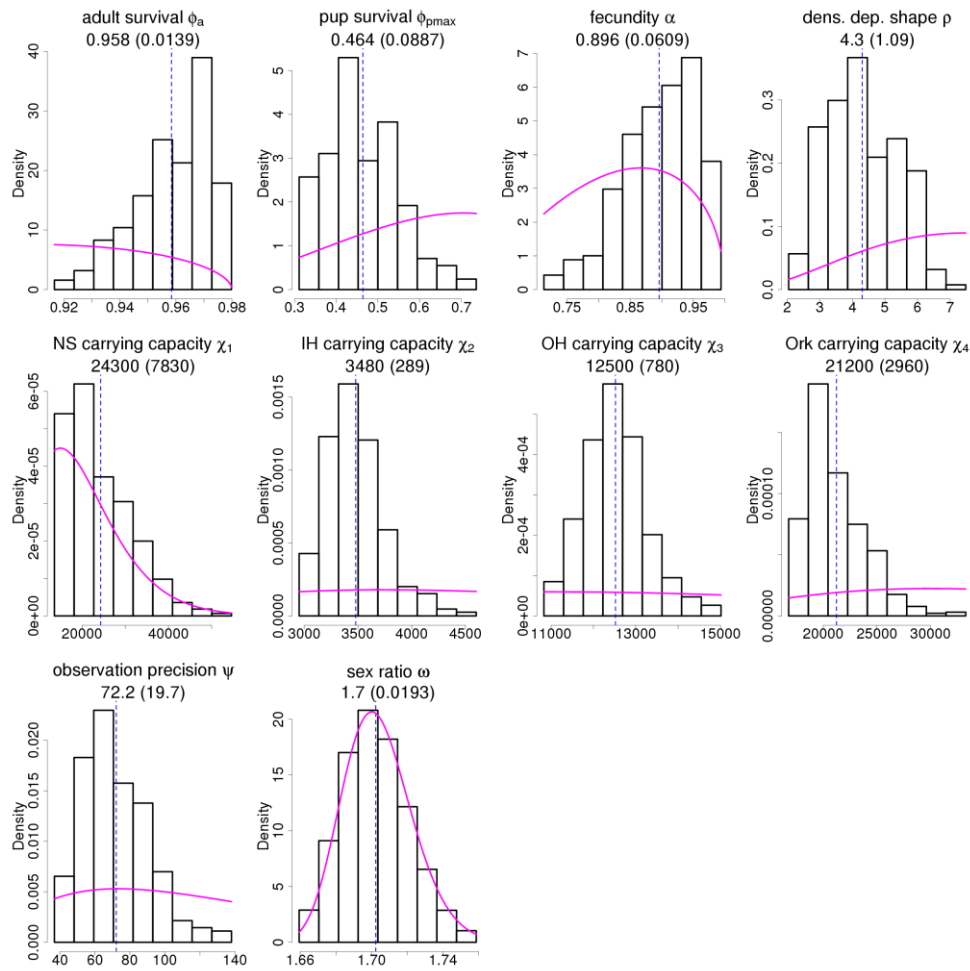 adult survival ϕa
0.958 (0.0139)
Density
0 10 20 30 40
0.92 0.94 0.96 0.98
pup survival ϕpmax
0.464 (0.0887)
Density
0 1 2 3 4 5
0.3 0.4 0.5 0.6 0.7
fecundity α
0.896 (0.0609)
Density
0 1 2 3 4 5 6 7
0.75 0.85 0.95
dens. dep. shape ρ
4.3 (1.09)
Density
0.0 0.1 0.2 0.3
2 3 4 5 6 7
NS carrying capacity χ1
24300 (7830)
Density
0e+00 2e-05 4e-05 6e-05
20000 40000
IH carrying capacity χ2
3480 (289)
Density
0.0000 0.0005 0.0010 0.0015
3000 3500 4000 4500
OH carrying capacity χ3
12500 (780)
Density
0e+00 2e-04 4e-04
11000 13000 15000
Ork carrying capacity χ4
21200 (2960)
Density
0.00000 0.00010
20000 25000 30000
observation precision ψ
72.2 (19.7)
Density
0.000 0.005 0.010 0.015 0.020
40 60 80 100 140
sex ratio ω
1.7 (0.0193)
Density
0 5 10 15 20
1.66 1.70 1.74